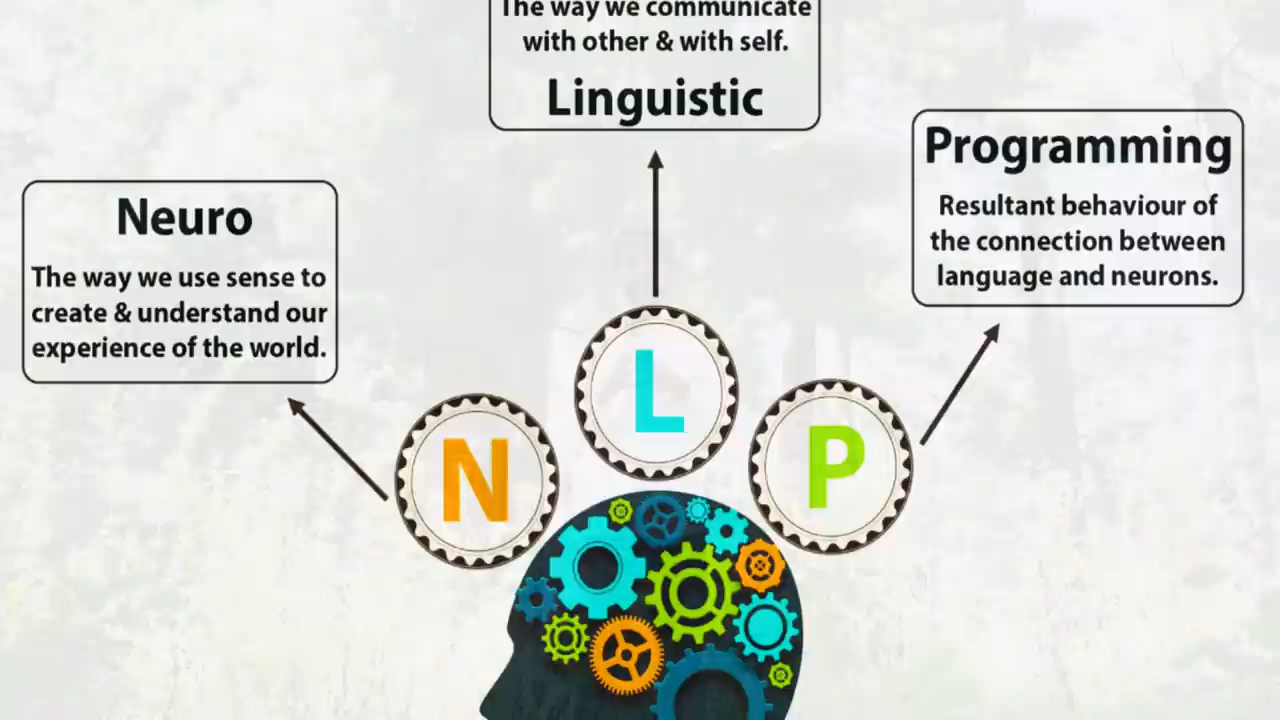 The way we communicate
with other & with self.
Linguistic
Programming
Resultant behaviour of
the connection between
language and neurons.
Neuro
The way we use sense to
create & understand our
experience of the world.
N
L
P